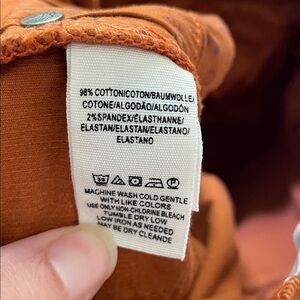 98% COTTON/COTON/BAUMWOLLE/
COTONE/ALGODÃO/ALGODÓN
2%SPANDEX/ÉLASTHANNE/
ELASTAN/ELASTAN/ELASTANO/
ELASTANO
30
MACHINE WASH COLD GENTLE
WITH LIKE COLORS
USE ONLY NON-CHLORINE BLEACH
TUMBLE DRY LOW
LOW IRON AS NEEDED
MAY BE DRY CLEANDE